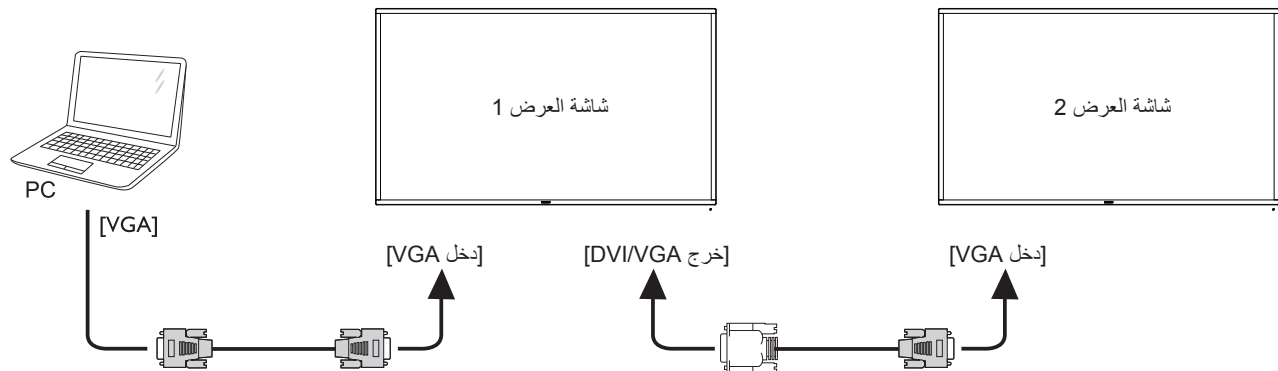 شاشة العرض 1
شاشة العرض 2
PC
[VGA]
[دخل VGA]
[خرج DVI/VGA]
[دخل VGA]